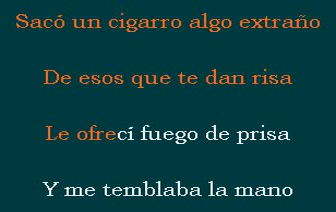 Sacó un cigarro algo extraño
De esos que te dan risa
Le ofrecí fuego de prisa
Y me temblaba la mano